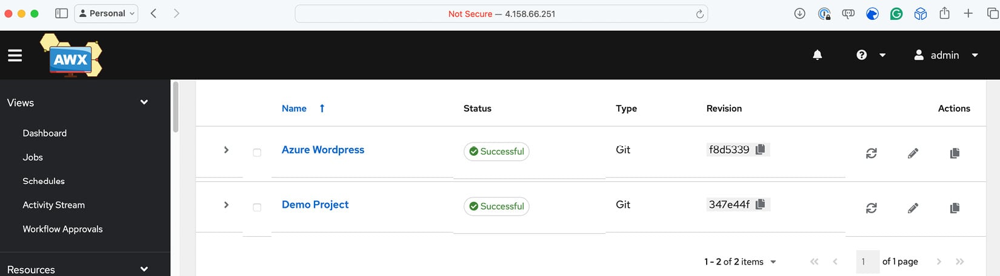 Personal
Not Secure — 4.158.66.251
AWX
admin
Views
Dashboard
Jobs
Schedules
Activity Stream
Workflow Approvals
Resources
Name Status Type Revision Actions
Azure Wordpress Successful Git f8d5339
Demo Project Successful Git 347e44f
1 - 2 of 2 items 1 of 1 page